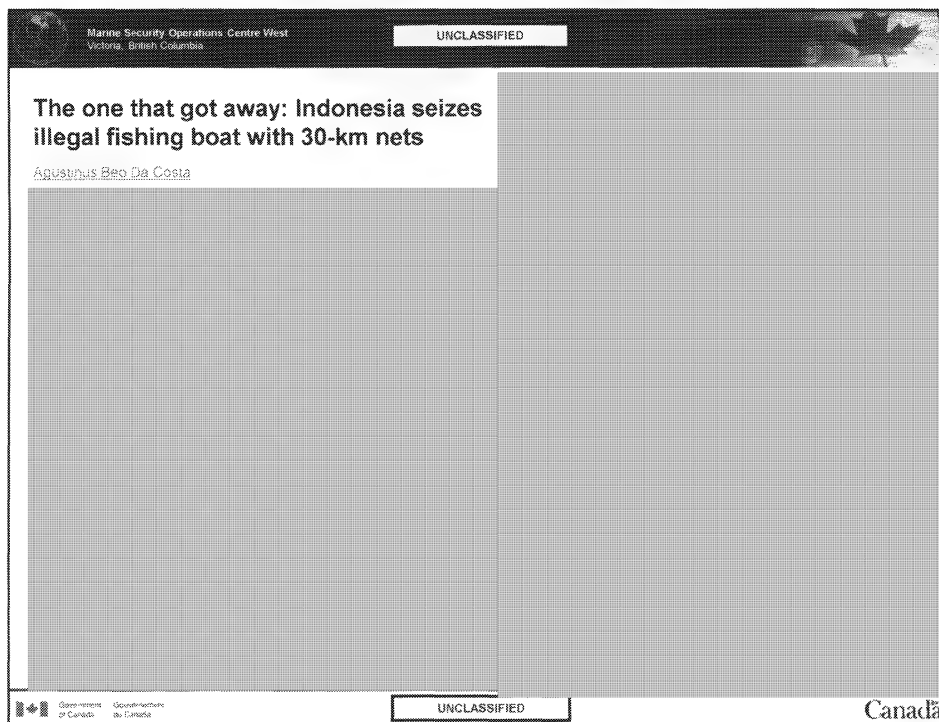 Marine Security Operations Centre West
Victoria, British Columbia
UNCLASSIFIED
The one that got away: Indonesia seizes
illegal fishing boat with 30-km nets
Agustinus Beo Da Costa
Government
of Canada
Gouvernement
du Canada
UNCLASSIFIED
Canada